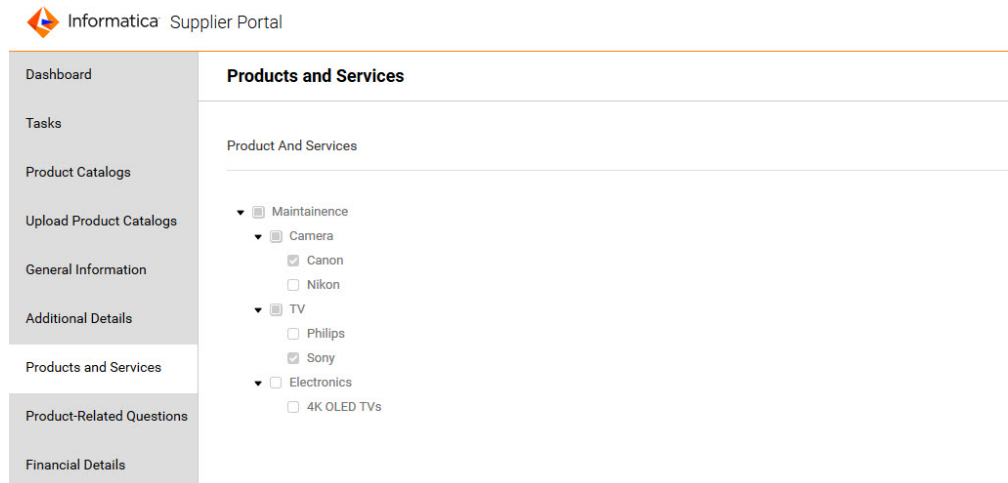 Informatica Supplier Portal
Dashboard
Products and Services
Tasks
Product And Services
Product Catalogs
Upload Product Catalogs
Maintainence
Camera
General Information
Canon
Nikon
Additional Details
TV
Philips
Products and Services
Sony
Electronics
Product-Related Questions
4K OLED TVs
Financial Details